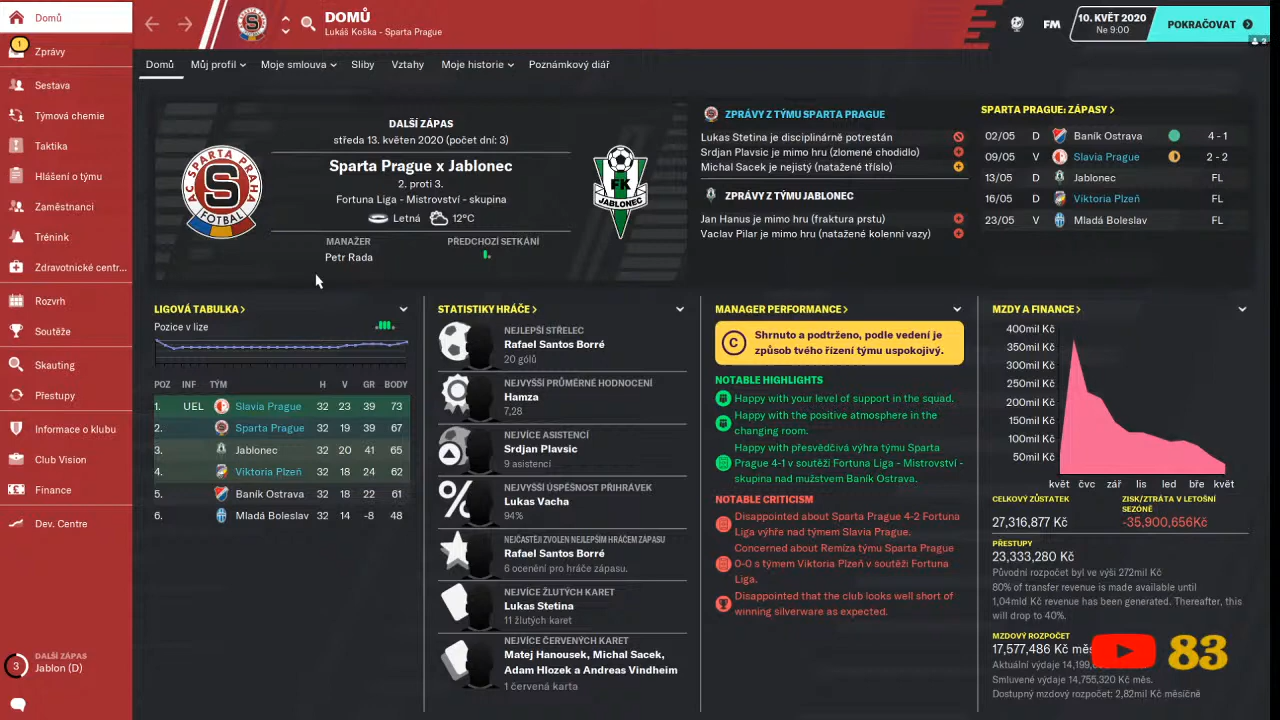 Domů
1
Zprávy
Sestava
Týmová chemie
Taktika
Hlášení o týmu
Zaměstnanci
Trénink
Zdravotnické centr...
Rozvrh
Soutěže
Skauting
Přestupy
Informace o klubu
Club Vision
Finance
Dev. Centre
3
DALŠÍ ZÁPAS
Jablon (D)
DOMŮ
Lukáš Koška - Sparta Prague
FM
10. KVĚT 2020
Ne 9:00
POKRAČOVAT
2
Domů
Můj profil
Moje smlouva
Sliby
Vztahy
Moje historie
Poznámkový diář
AC SPARTA PRAHA
FOTBAL
DALŠÍ ZÁPAS
středa 13. květen 2020 (počet dní: 3)
Sparta Prague x Jablonec
2. proti 3.
Fortuna Liga - Mistrovství - skupina
Letná 12°C
MANAŽER
Petr Rada
PŘEDCHOZÍ SETKÁNÍ
FK
JABLONEC
ZPRÁVY Z TÝMU SPARTA PRAGUE
Lukas Stetina je disciplinárně potrestán
Srdjan Plavsic je mimo hru (zlomené chodidlo)
Michal Sacek je nejistý (natažené tříslo)
ZPRÁVY Z TÝMU JABLONEC
Jan Hanus je mimo hru (fraktura prstu)
Vaclav Pilar je mimo hru (natažené kolenní vazy)
SPARTA PRAGUE: ZÁPASY >
02/05 D Baník Ostrava 4 - 1
09/05 V Slavia Prague 2 - 2
13/05 D Jablonec FL
16/05 D Viktoria Plzeň FL
23/05 V Mladá Boleslav FL
LIGOVÁ TABULKA >
Pozice v lize
POZ INF TÝM H V GR BODY
1. UEL Slavia Prague 32 23 39 73
2. Sparta Prague 32 19 39 67
3. Jablonec 32 20 41 65
4. Viktoria Plzeň 32 18 24 62
5. Baník Ostrava 32 18 22 61
6. Mladá Boleslav 32 14 -8 48
STATISTIKY HRÁČE >
NEJLEPŠÍ STŘELEC
Rafael Santos Borré
20 gólů
NEJVYŠŠÍ PRŮMĚRNÉ HODNOCENÍ
Hamza
7,28
NEJVÍCE ASISTENCÍ
Srdjan Plavsic
9 asistencí
NEJVYŠŠÍ ÚSPĚŠNOST PŘIHRÁVEK
Lukas Vacha
94%
NEJČASTĚJI ZVOLEN NEJLEPŠÍM HRÁČEM ZÁPASU
Rafael Santos Borré
6 ocenění pro hráče zápasu.
NEJVÍCE ŽLUTÝCH KARET
Lukas Stetina
11 žlutých karet
NEJVÍCE ČERVENÝCH KARET
Matej Hanousek, Michal Sacek,
Adam Hlozek a Andreas Vindheim
1 červená karta
MANAGER PERFORMANCE >
C
Shrnuto a podtrženo, podle vedení je
způsob tvého řízení týmu uspokojivý.
NOTABLE HIGHLIGHTS
Happy with your level of support in the squad.
Happy with the positive atmosphere in the
changing room.
Happy with přesvědčivá výhra týmu Sparta
Prague 4-1 v soutěži Fortuna Liga - Mistrovství -
skupina nad mužstvem Baník Ostrava.
NOTABLE CRITICISM
Disappointed about Sparta Prague 4-2 Fortuna
Liga výhře nad týmem Slavia Prague.
Concerned about Remíza týmu Sparta Prague
0-0 s týmem Viktoria Plzeň v soutěži Fortuna
Liga.
Disappointed that the club looks well short of
winning silverware as expected.
MZDY A FINANCE >
400mil Kč
350mil Kč
300mil Kč
250mil Kč
200mil Kč
150mil Kč
100mil Kč
50mil Kč
květ čvc zář lis led bře květ
CELKOVÝ ZŮSTATEK
27,316,877 Kč
ZISK/ZTRÁTA V LETOŠNÍ
SEZÓNĚ
-35,900,656Kč
PŘESTUPY
23,333,280 Kč
Původní rozpočet byl ve výši 272mil Kč
80% of transfer revenue is made available until
1,04mld Kč revenue has been generated. Thereafter, this
will drop to 40%.
MZDOVÝ ROZPOČET
17,577,486 Kč
Aktuální výdaje
Smluvené výdaje 14,755,320 Kč měs.
Dostupný mzdový rozpočet: 2,82mil Kč měsíčně
83